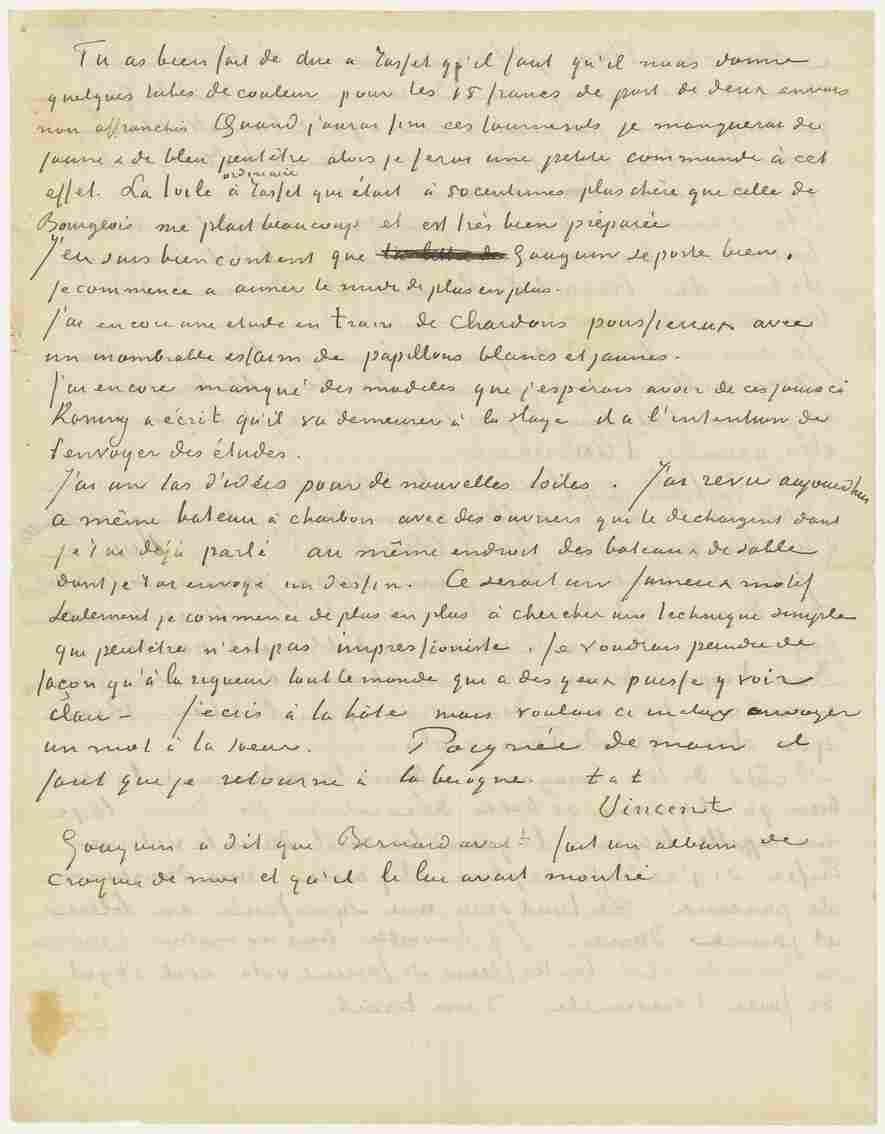 Tu as bien fait de dire a Tasset qu'il faut qu'il nous donne
quelques tubes de couleur pour les 15 francs de port de deux envois
non affranchis Quand j'aurai fini ces tournesols je manquerai de
jaune & de bleu peutêtre alors je ferai une petite commande à cet
effet. La toile ordinaire à Tasset qui était à 50 centimes plus chère que celle de
Bourgeois me plait beaucoup et est très bien préparée
J'en suis bien content que Gauguin se porte bien.
Je commence a aimer le midi de plus en plus.
J'ai encore une etude en train de chardons poussiereux avec
un inombrable essaim de papillons blancs et jaunes.
J'ai encore manqué des modeles que j'espérais avoir de ces jours ci
Koning a écrit qu'il va demeurer à la Haye il a l'intention de
t'envoyer des études.
J'ai un tas d'idées pour de nouvelles toiles. J'ai revu aujourdhui
ce même bateau à charbon avec des ouvriers qui le dechargent dont
je t'ai déjà parlé au même endroit des bateaux de sable
dont je t'ai envoyé un dessin. Ce serait un fameux motif
Seulement je commence de plus en plus à chercher une technique simple
qui peutêtre n'est pas impressioniste. Je voudrais peindre de
façon qu'à la rigueur tout le monde qui a des yeux puisse y voir
clair – J'écris à la hâte mais voulais ci inclus envoyer
un mot à la soeur. Poignée de main il
faut que je retourne à la besogne. t. à t.
Vincent
Gauguin a dit que Bernard avait fait un album de
croquis de moi et qu'il le lui avait montré